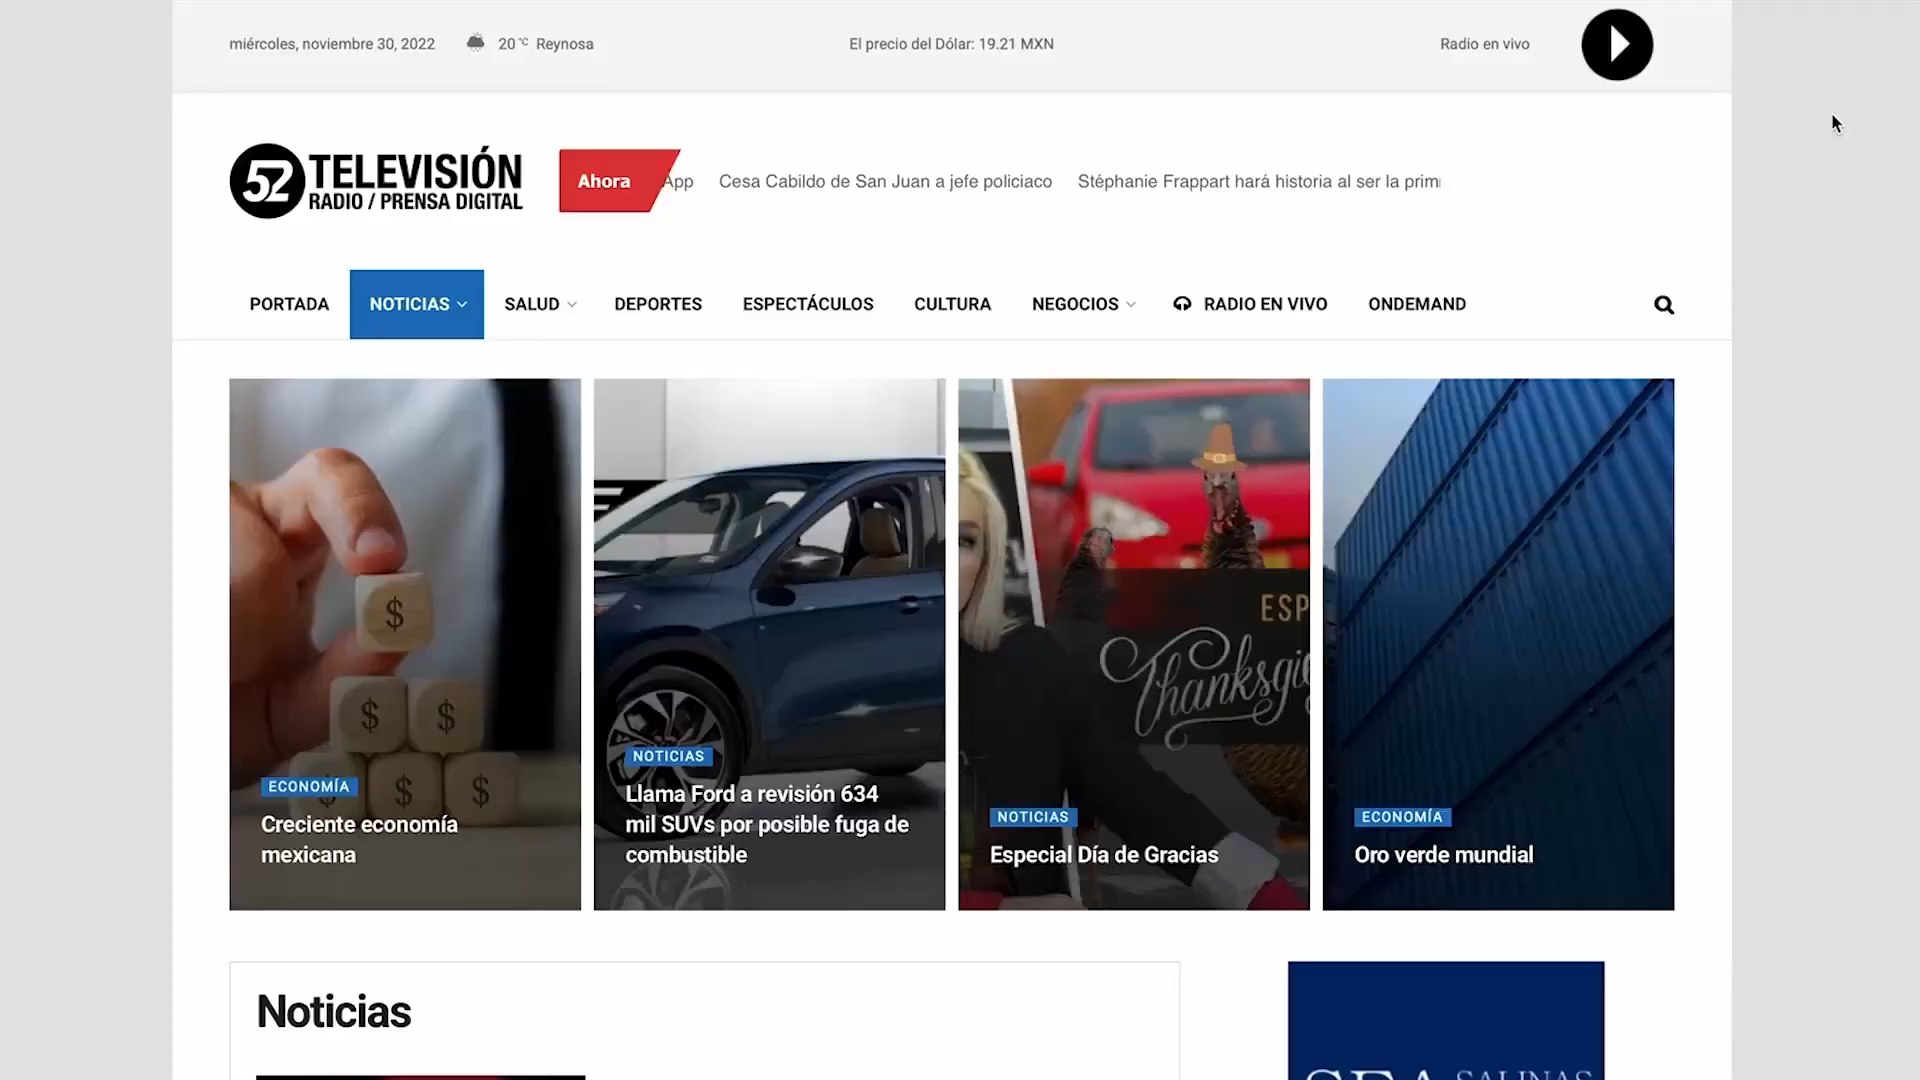 miércoles, noviembre 30, 2022
20 °C Reynosa
El precio del Dólar: 19.21 MXN
Radio en vivo
52 TELEVISIÓN
RADIO / PRENSA DIGITAL
Ahora
App Cesa Cabildo de San Juan a jefe policiaco Stéphanie Frappart hará historia al ser la prim
PORTADA
NOTICIAS
SALUD
DEPORTES
ESPECTÁCULOS
CULTURA
NEGOCIOS
RADIO EN VIVO
ONDEMAND
$
$ $
$ $ $
ECONOMÍA
Creciente economía
mexicana
NOTICIAS
Llama Ford a revisión 634
mil SUVs por posible fuga de
combustible
ESP
Thanksgi
NOTICIAS
Especial Día de Gracias
ECONOMÍA
Oro verde mundial
Noticias
SALINAS